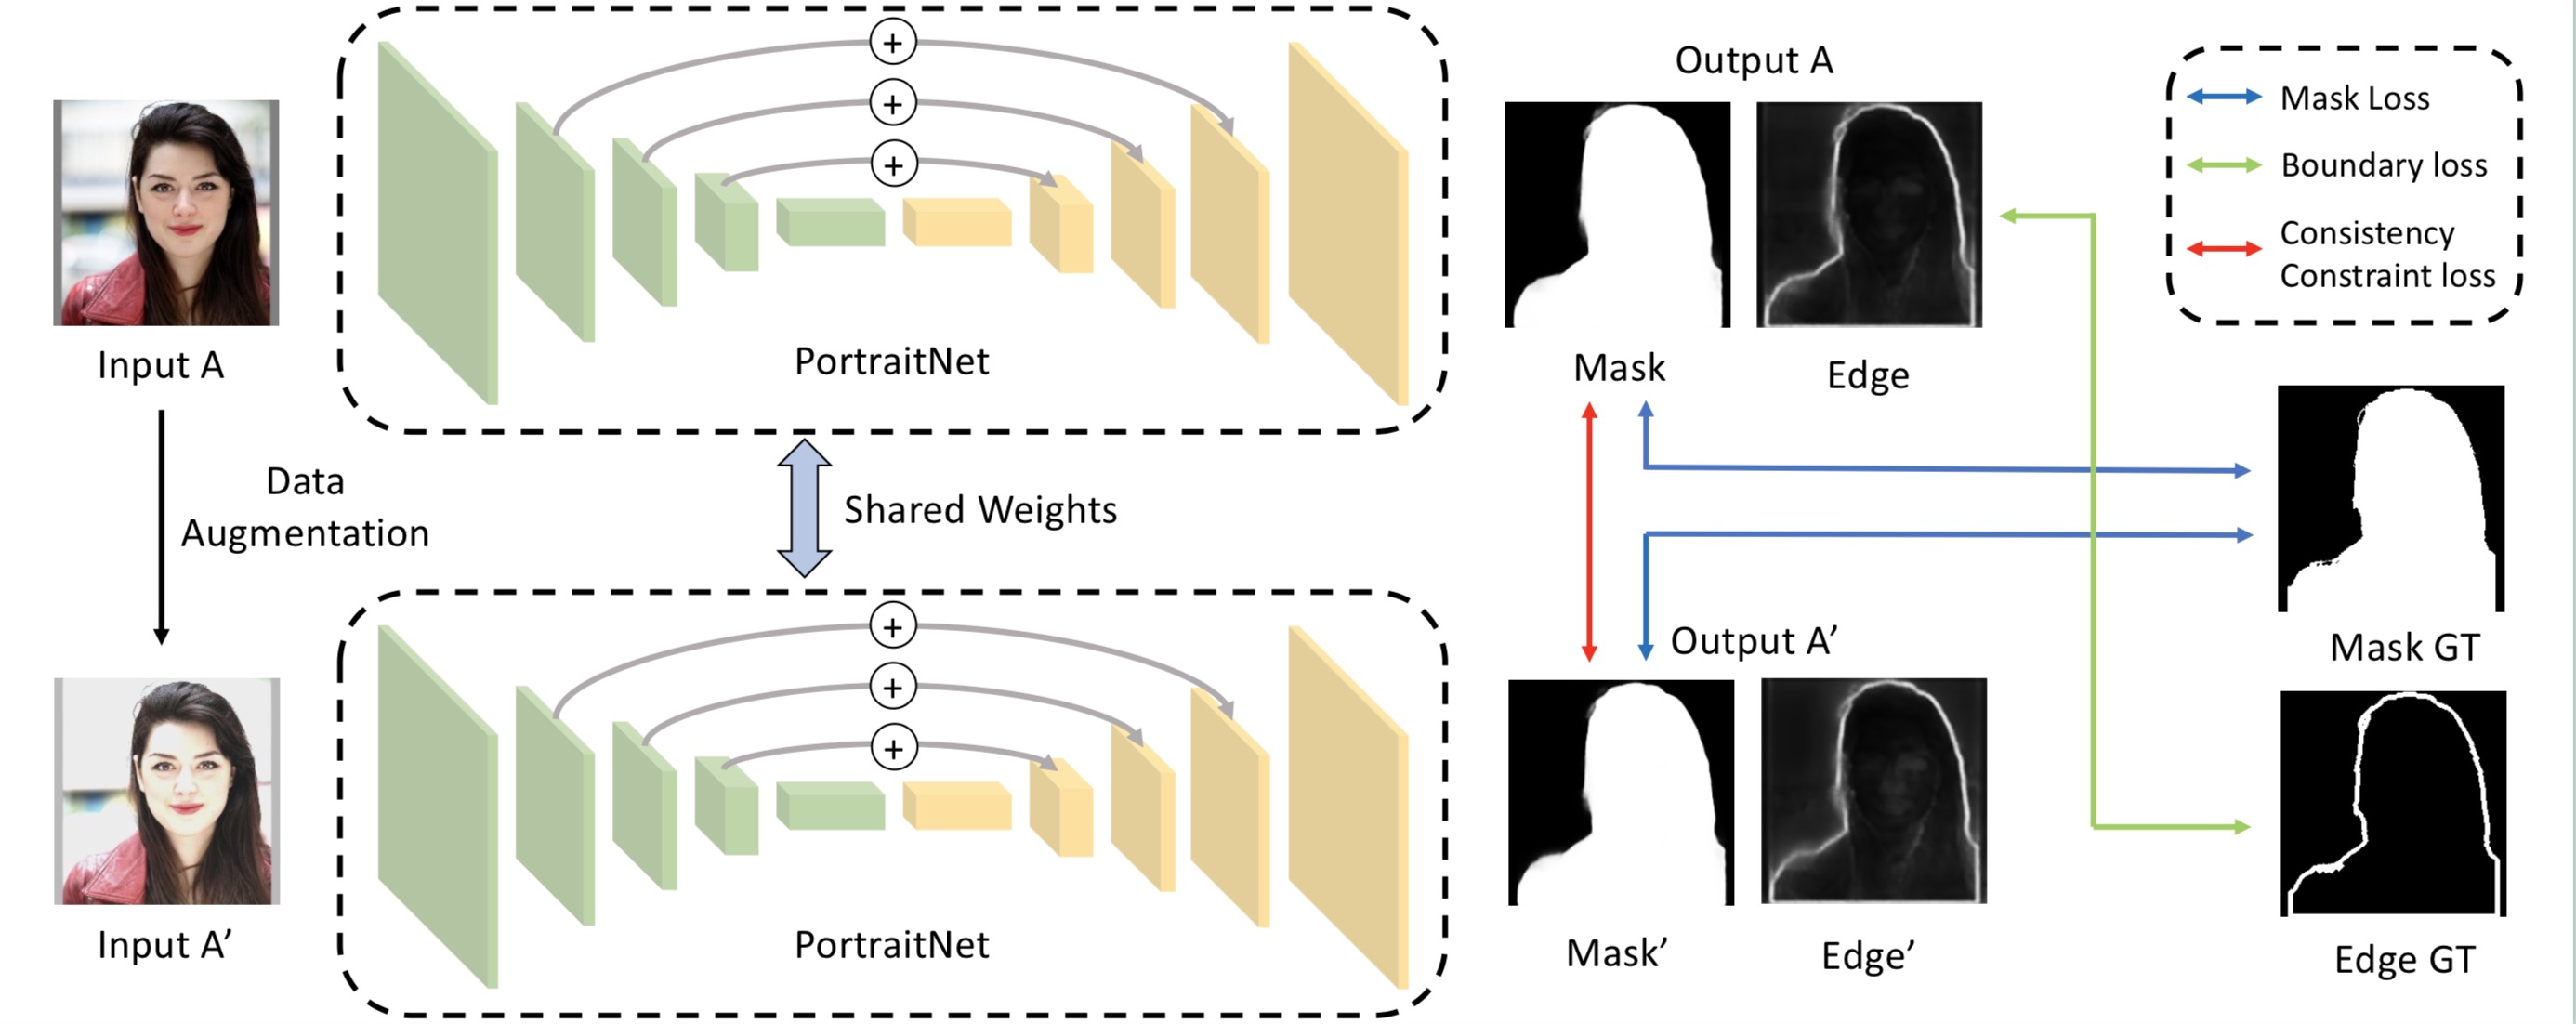 Input A
Data
Augmentation
Input A’
+
+
+
PortraitNet
Shared Weights
+
+
+
PortraitNet
Output A
Mask
Edge
Output A’
Mask’
Edge’
Mask Loss
Boundary loss
Consistency
Constraint loss
Mask GT
Edge GT